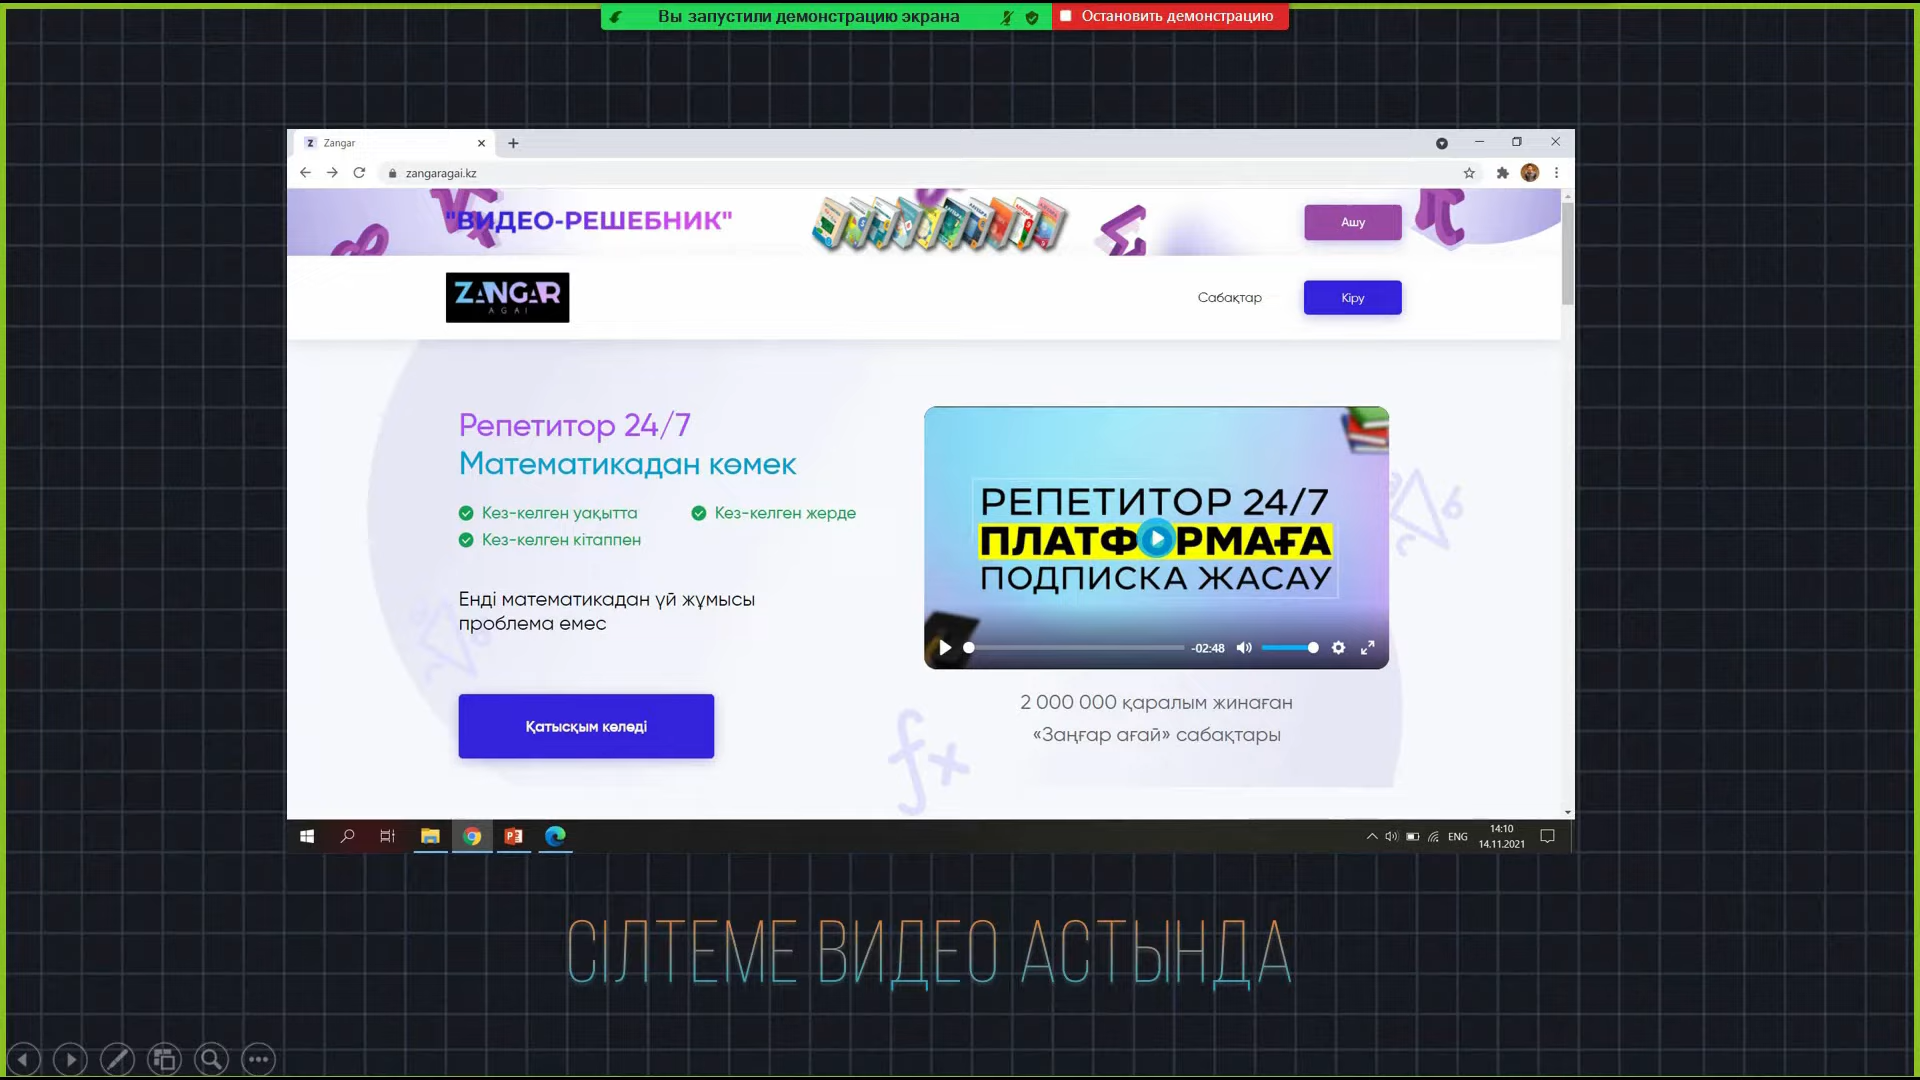 Вы запустили демонстрацию экрана
Остановить демонстрацию
Zangar
zangaragai.kz
"ВИДЕО-РЕШЕБНИК"
Ашу
ZANGAR
AGAI
Сабақтар
Кіру
Репетитор 24/7
Математикадан көмек
Кез-келген уақытта
Кез-келген жерде
Кез-келген кітаппен
Енді математикадан үй жұмысы
проблема емес
Қатысқым келеді
РЕПЕТИТОР 24/7
ПЛАТФОРМАҒА
ПОДПИСКА ЖАСАУ
-02:48
2 000 000 қаралым жинаған
«Заңғар ағай» сабақтары
ENG
14:10
14.11.2021
СІЛТЕМЕ ВИДЕО АСТЫНДА